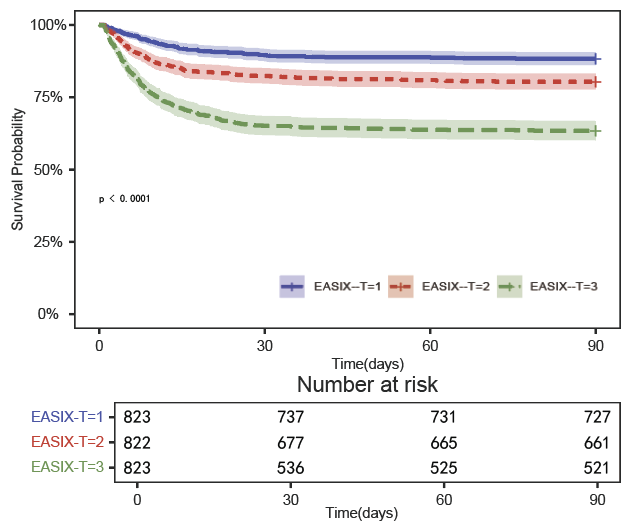 100%
75%
50%
25%
0%
Survival Probability
p < 0.0001
EASIX--T=1 EASIX--T=2 EASIX--T=3
0 30 60 90
Time(days)
Number at risk
EASIX-T=1 823 737 731 727
EASIX-T=2 822 677 665 661
EASIX-T=3 823 536 525 521
0 30 60 90
Time(days)